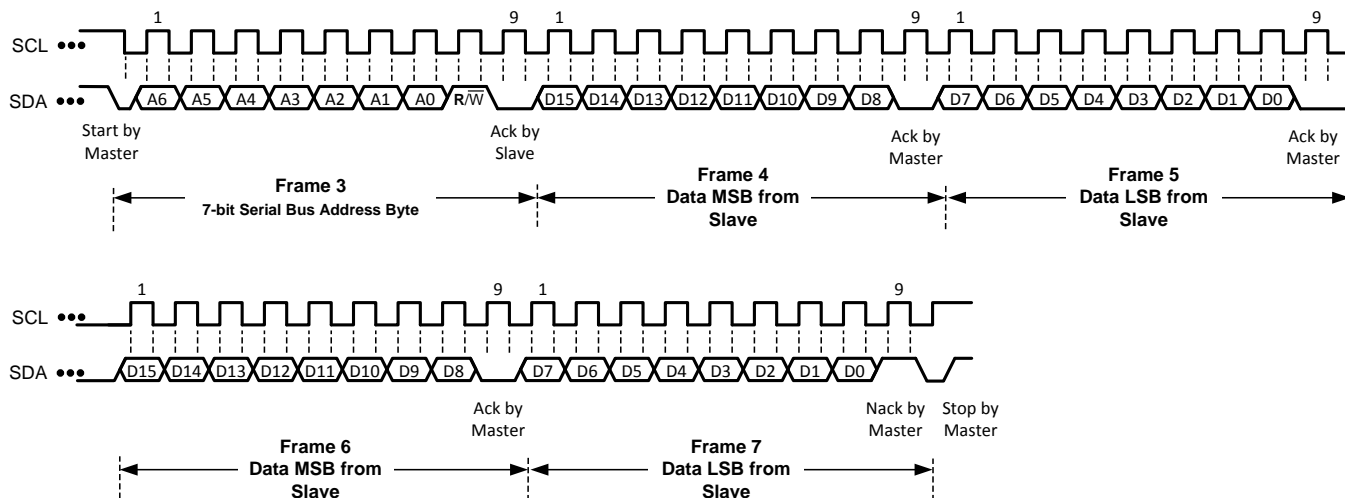 1 9 1 9 1 9
SCL •••
SDA ••• A6 A5 A4 A3 A2 A1 A0 R/W̅ D15 D14 D13 D12 D11 D10 D9 D8 D7 D6 D5 D4 D3 D2 D1 D0
Start by Master
Ack by Slave
Ack by Master
Ack by Master
Frame 3
7-bit Serial Bus Address Byte
Frame 4
Data MSB from
Slave
Frame 5
Data LSB from
Slave
1 9 1 9
SCL •••
SDA ••• D15 D14 D13 D12 D11 D10 D9 D8 D7 D6 D5 D4 D3 D2 D1 D0
Ack by Master
Nack by Master
Stop by Master
Frame 6
Data MSB from
Slave
Frame 7
Data LSB from
Slave